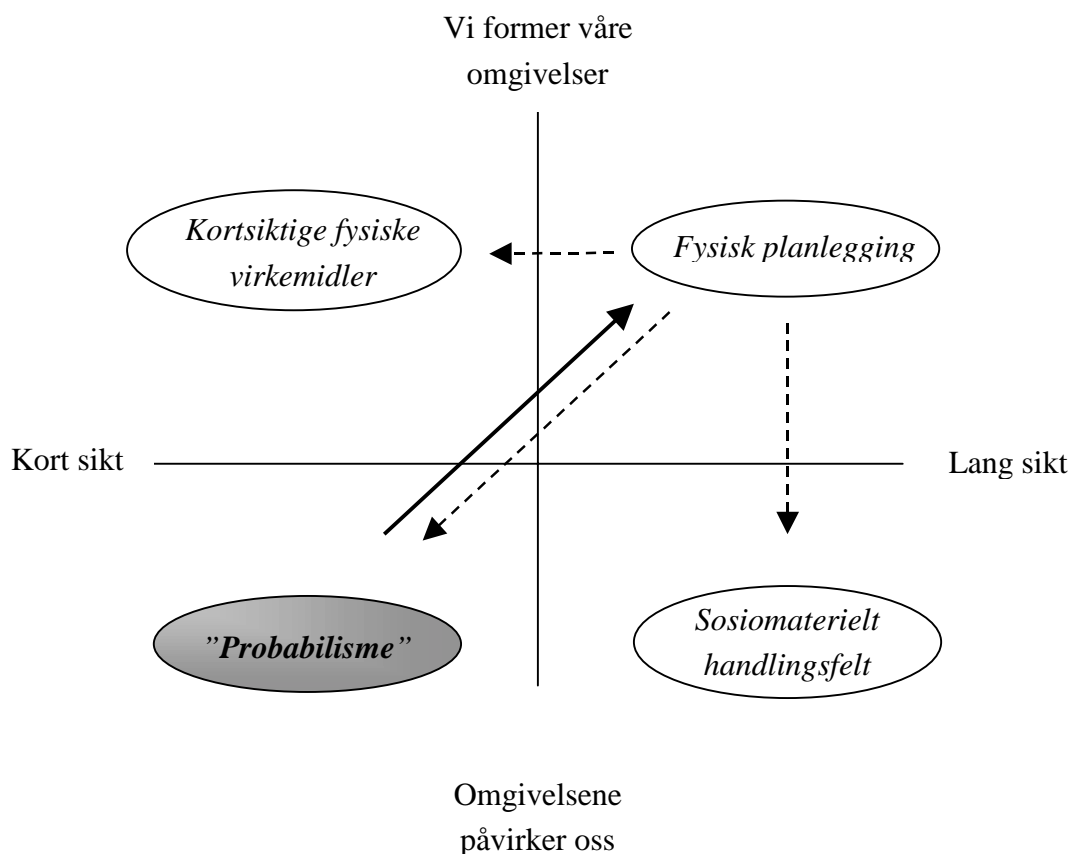 Vi former våre
omgivelser
Kortsiktige fysiske
virkemidler
Fysisk planlegging
Kort sikt
Lang sikt
”Probabilisme”
Sosiomaterielt
handlingsfelt
Omgivelsene
påvirker oss